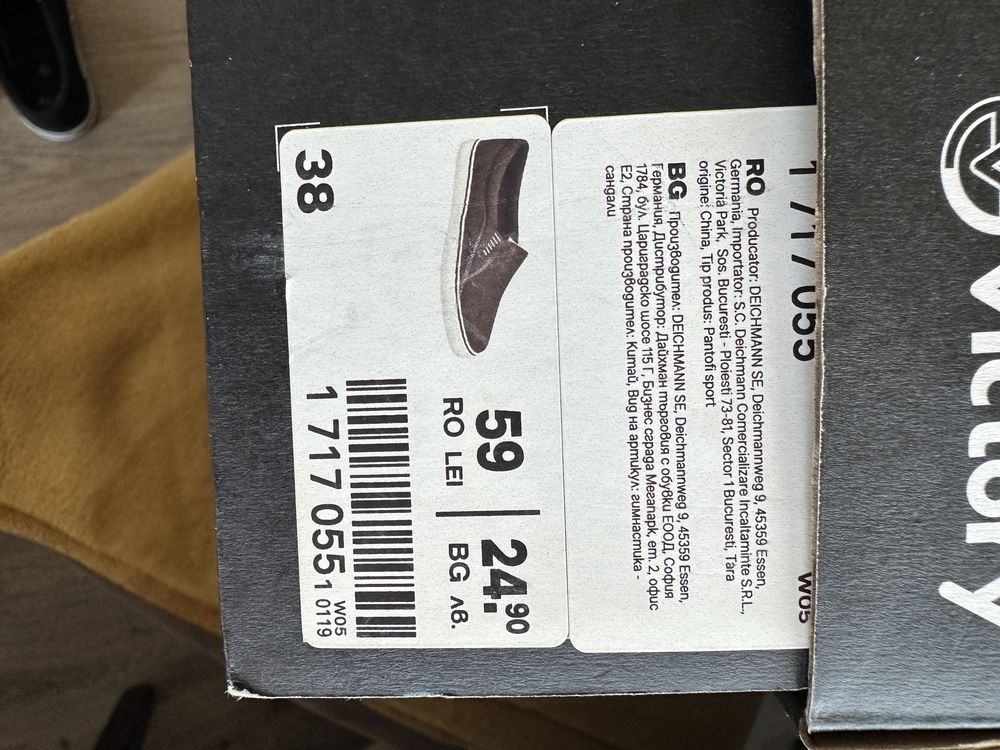 Victory
1 717 055
W05
RO Producator: DEICHMANN SE, Deichmannweg 9, 45359 Essen,
Germania, Importator: S.C. Deichmann Comercializare Incaltaminte S.R.L.,
Victoria Park, Sos. Bucuresti - Ploiesti 73-81, Sector 1 Bucuresti, Tara
origine: China, Tip produs: Pantofi sport
BG Производител: DEICHMANN SE, Deichmannweg 9, 45359 Essen,
Германия, Дистрибутор: Дайхман търговия с обувки ЕООД, София
1784, бул. Цариградско шосе 115 Г, Бизнес сграда Мегапарк, ет. 2, офис
Е2, Страна производител: Китай, Вид на артикул: гимнастика -
сандали
59 24.90
RO LEI BG лв.
38
1 717 055 1 W05
0119